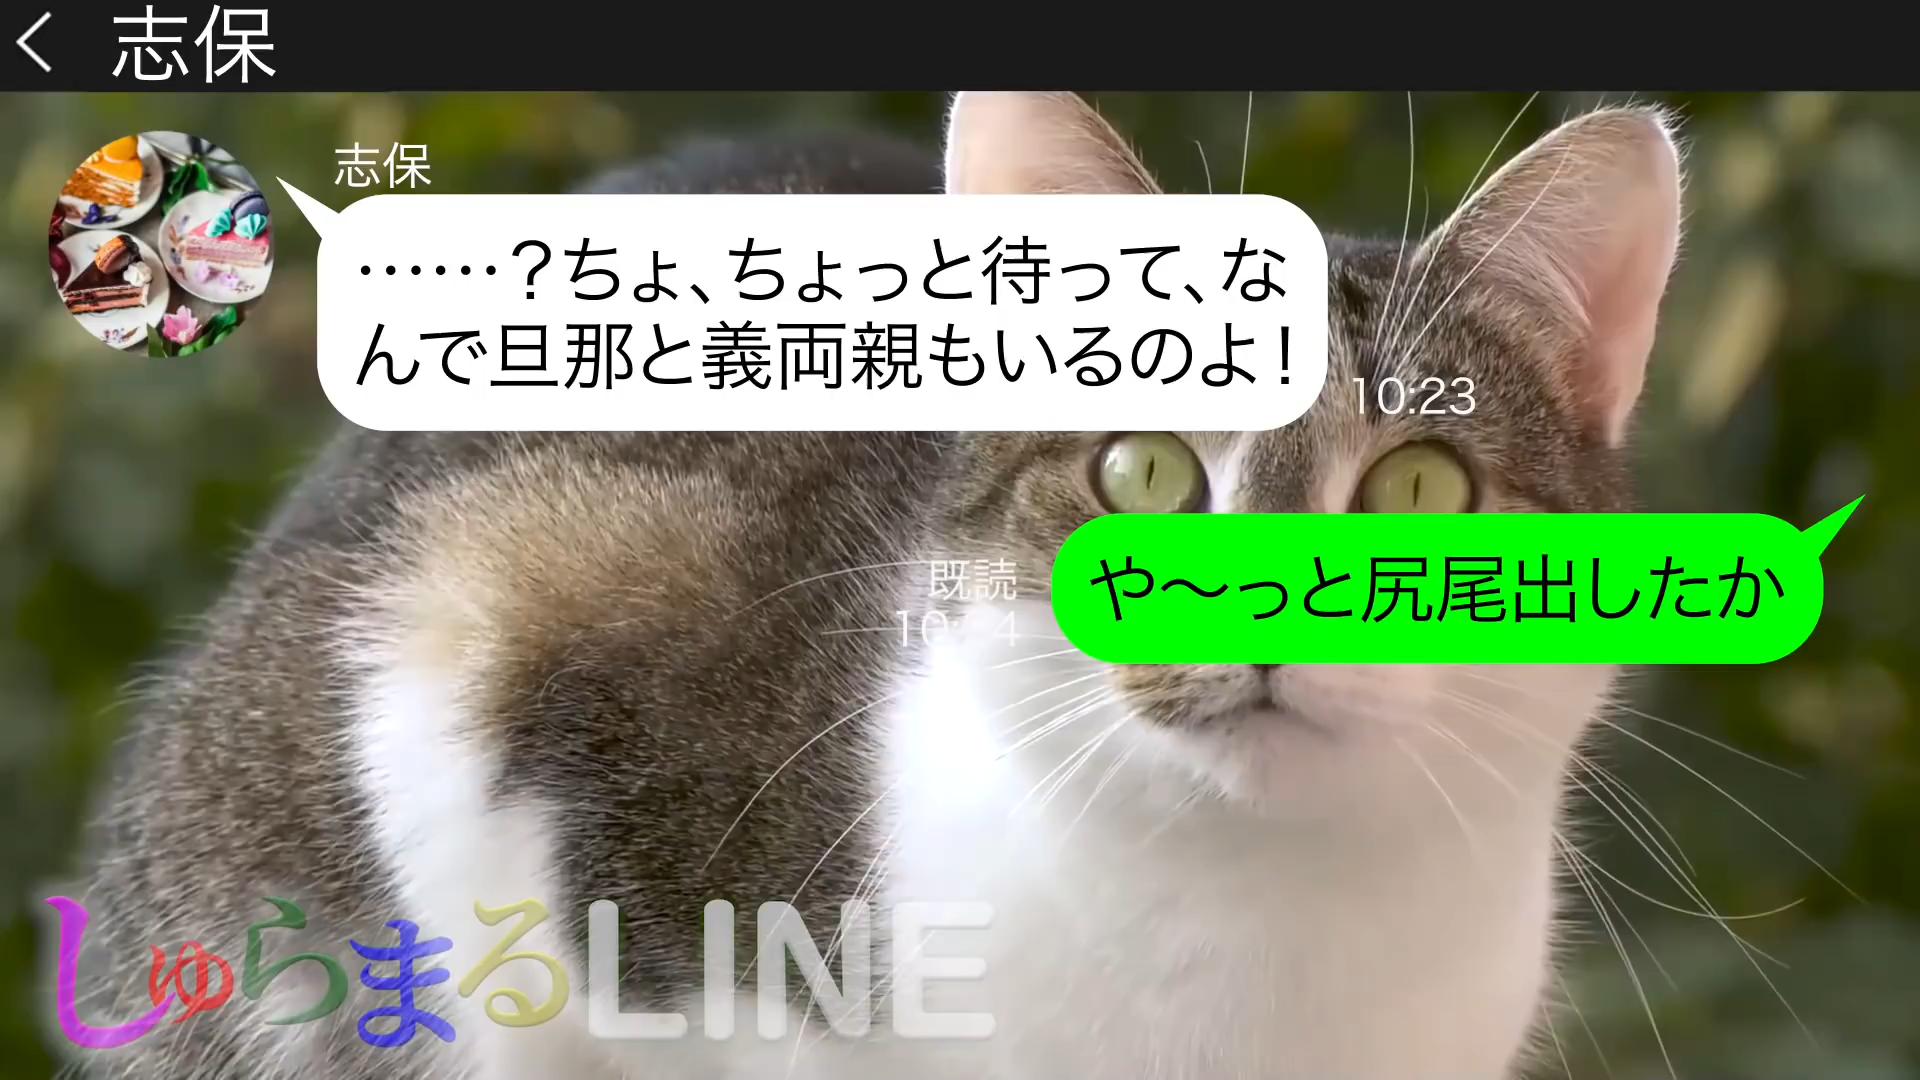 志保
志保
……？ちょ、ちょっと待って、な
んで旦那と義両親もいるのよ！
10:23
や〜っと尻尾出したか
既読
10:24
しゅらまるLINE